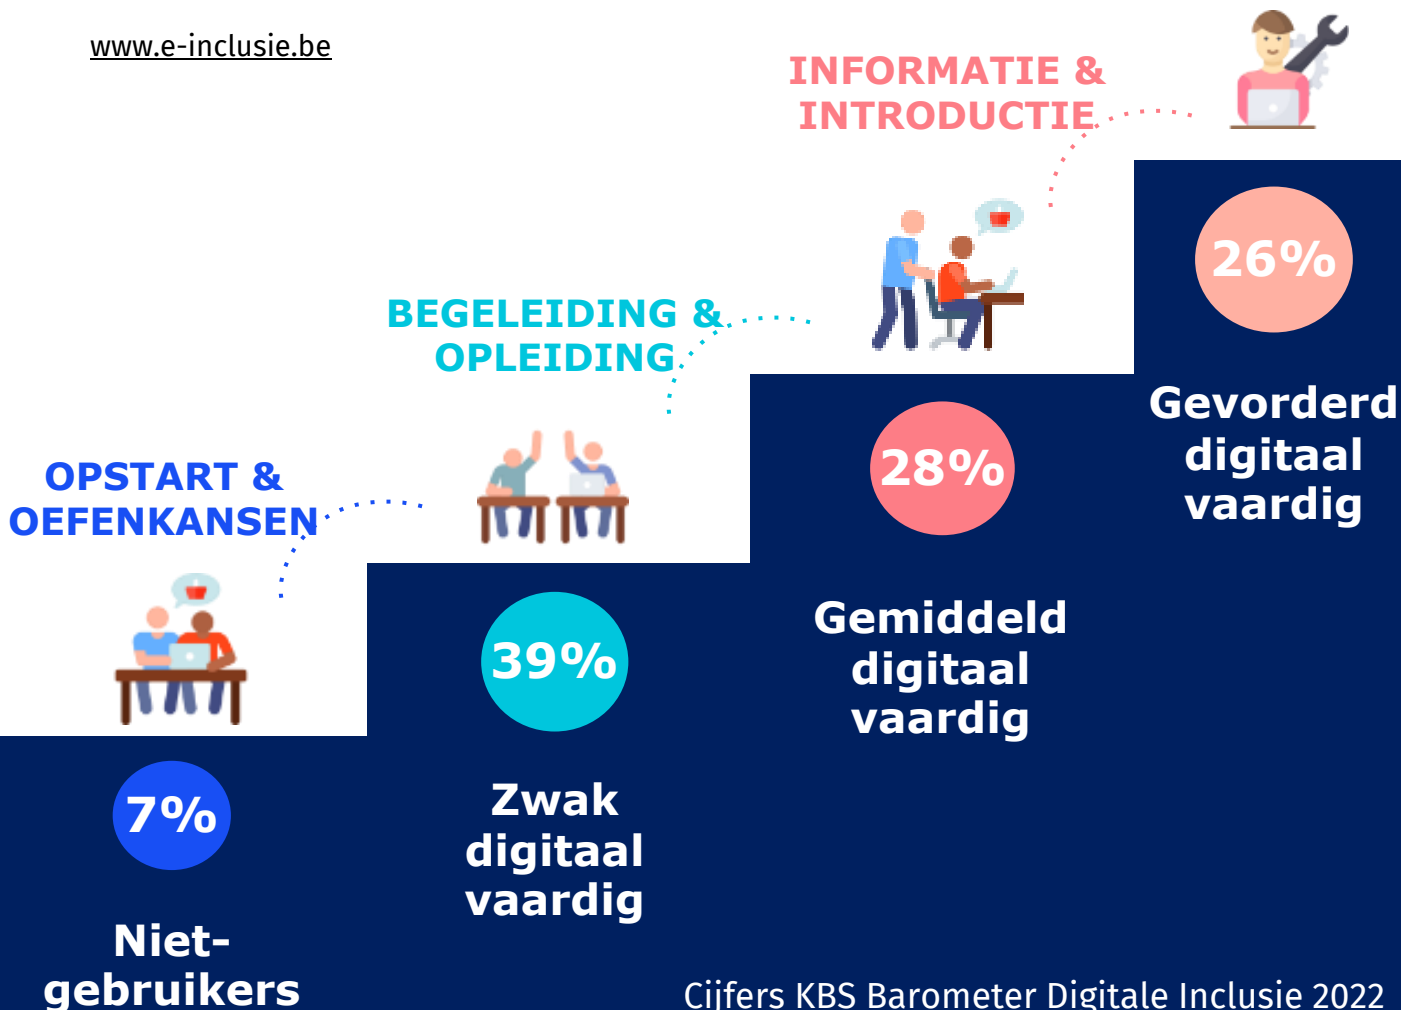 www.e-inclusie.be
INFORMATIE &
INTRODUCTIE
26%
Gevorderd
digitaal
vaardig
BEGELEIDING &
OPLEIDING
28%
Gemiddeld
digitaal
vaardig
OPSTART &
OEFENKANSEN
39%
Zwak
digitaal
vaardig
7%
Niet-
gebruikers
Cijfers KBS Barometer Digitale Inclusie 2022